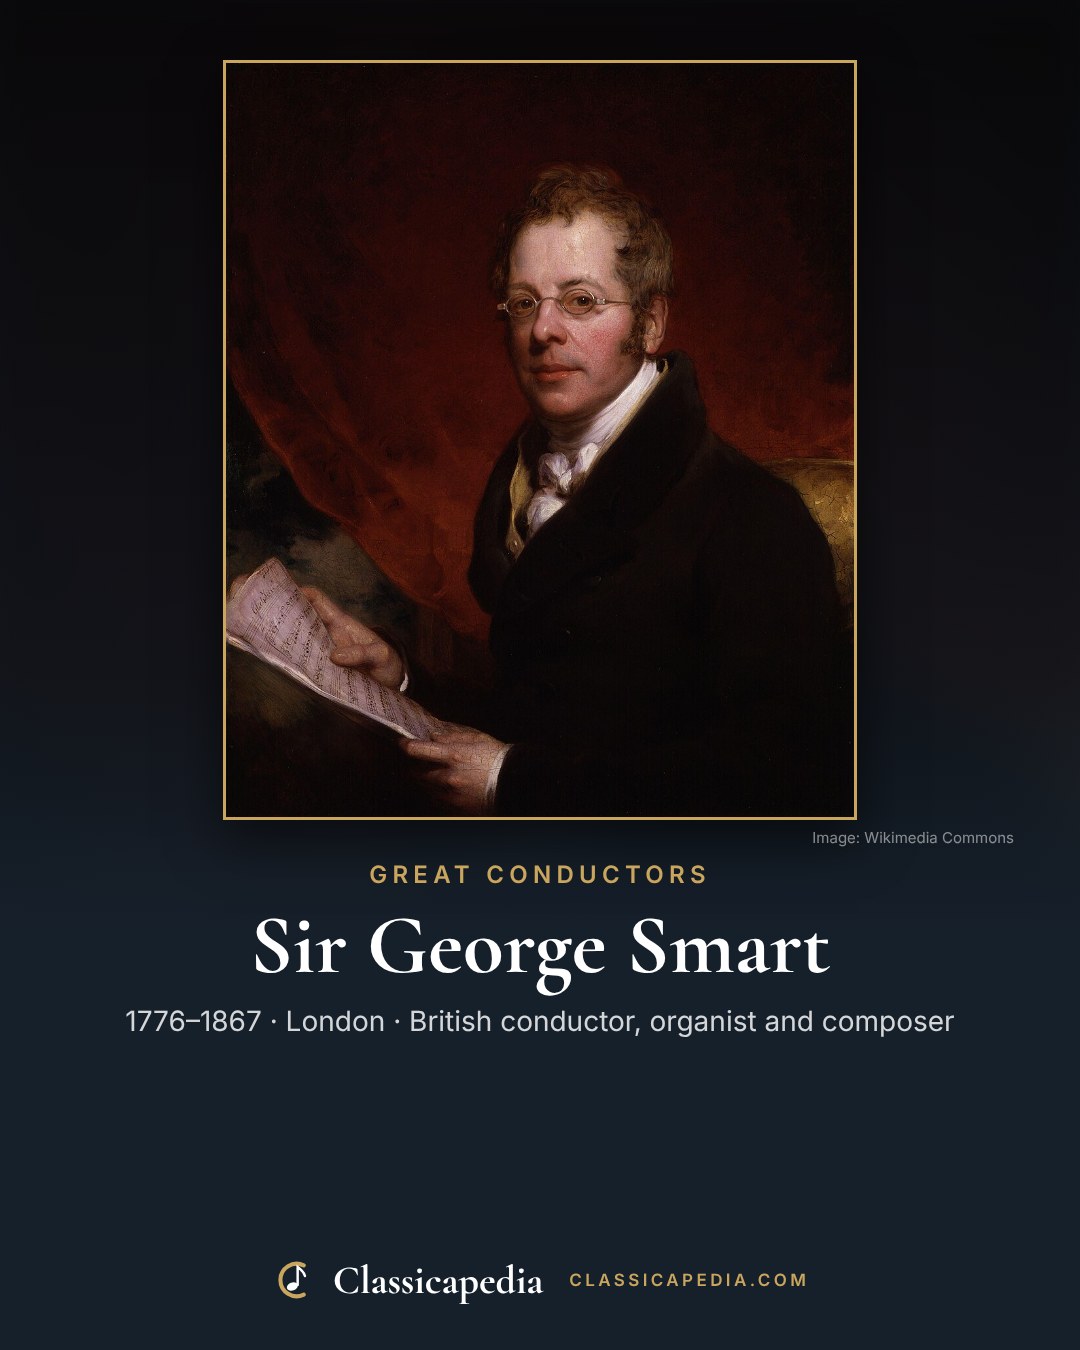 Image: Wikimedia Commons
GREAT CONDUCTORS
Sir George Smart
1776–1867 · London · British conductor, organist and composer
Classicapedia CLASSICAPEDIA.COM